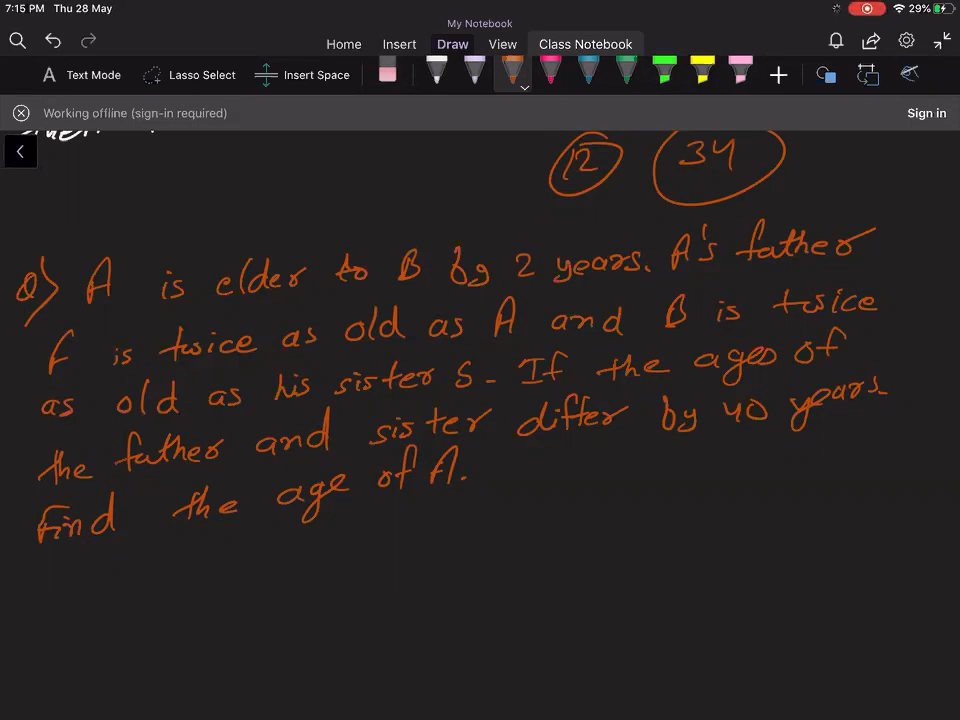 7:15 PM Thu 28 May
29%
My Notebook
Home Insert Draw View Class Notebook
Text Mode Lasso Select Insert Space
Working offline (sign-in required) Sign in
12 34
Q) A is elder to B by 2 years. A's father
F is twice as old as A and B is twice
as old as his sister S. If the ages of
the father and sister differ by 40 years.
Find the age of A.